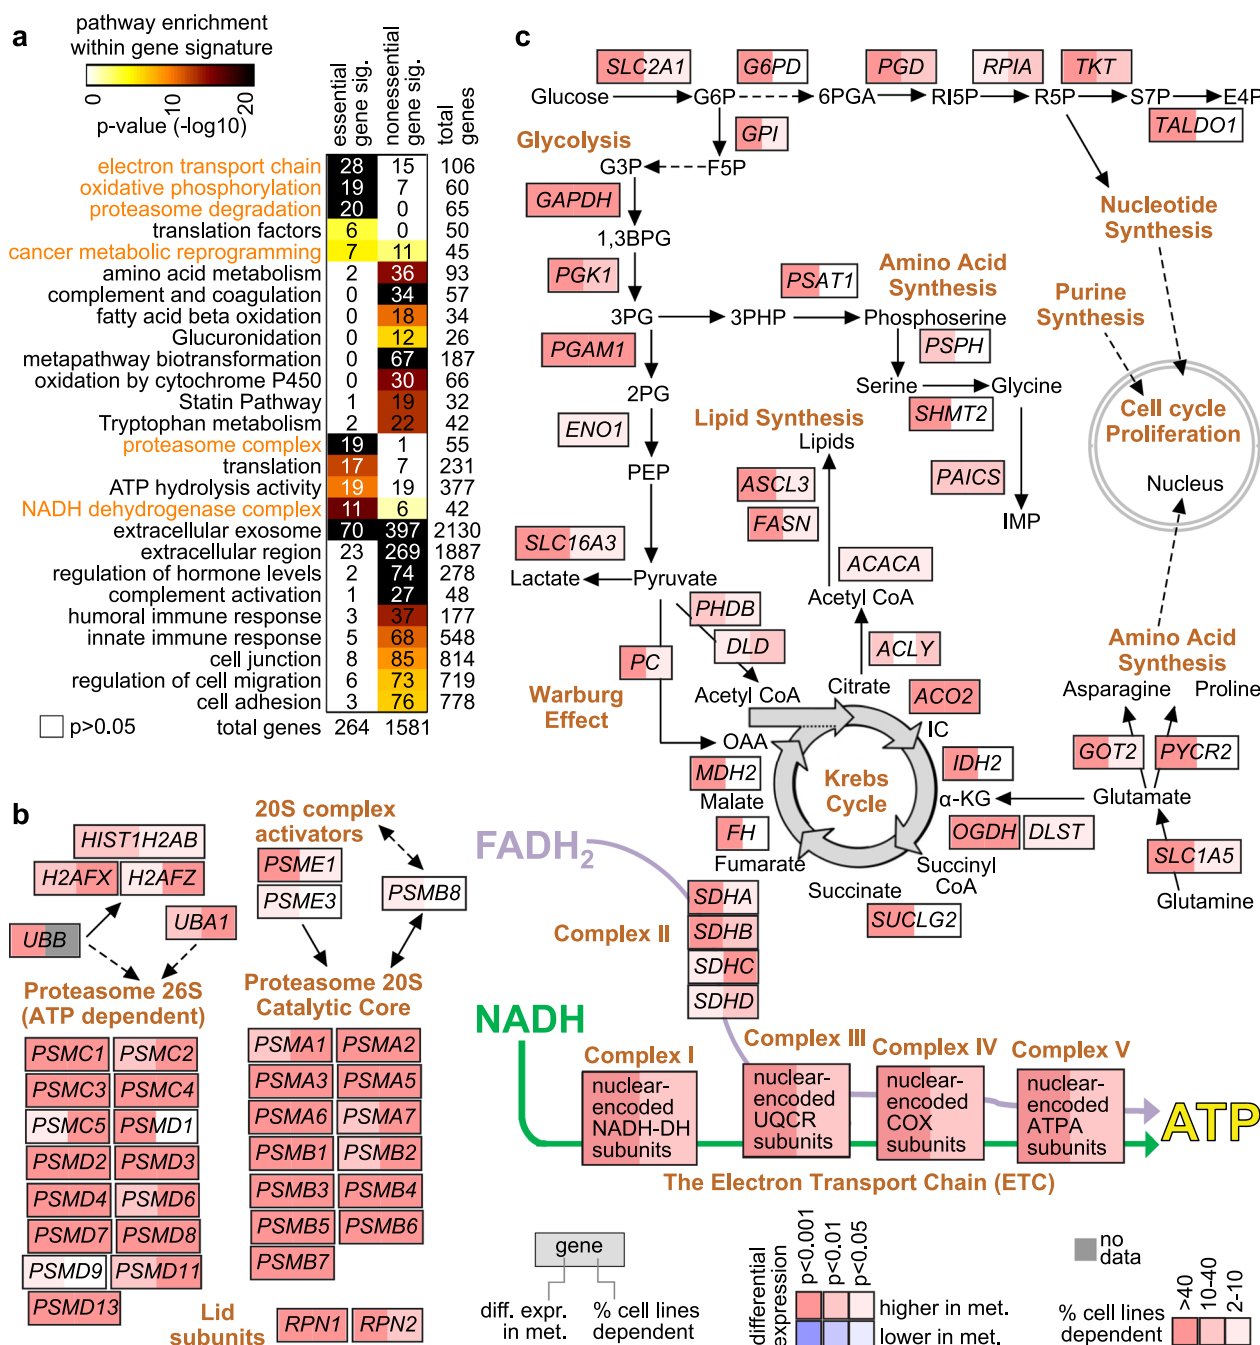 a
pathway enrichment
within gene signature
0
10
20
p-value (-log10)
essential
gene sig.
nonessential
gene sig.
total
genes
electron transport chain 28 15 106
oxidative phosphorylation 19 7 60
proteasome degradation 20 0 65
translation factors 6 0 50
cancer metabolic reprogramming 7 11 45
amino acid metabolism 2 36 93
complement and coagulation 0 34 57
fatty acid beta oxidation 0 18 34
Glucuronidation 0 12 26
metapathway biotransformation 0 67 187
oxidation by cytochrome P450 0 30 66
Statin Pathway 1 19 32
Tryptophan metabolism 2 22 42
proteasome complex 19 1 55
translation 17 7 231
ATP hydrolysis activity 19 19 377
NADH dehydrogenase complex 11 6 42
extracellular exosome 70 397 2130
extracellular region 23 269 1887
regulation of hormone levels 2 74 278
complement activation 1 27 48
humoral immune response 3 37 177
innate immune response 5 68 548
cell junction 8 85 814
regulation of cell migration 6 73 719
cell adhesion 3 76 778
p>0.05
total genes 264 1581
b
HIST1H2AB
H2AFX
H2AFZ
UBB
UBA1
20S complex
activators
PSME1
PSME3
PSMB8
Proteasome 26S
(ATP dependent)
PSMC1 PSMC2
PSMC3 PSMC4
PSMC5 PSMD1
PSMD2 PSMD3
PSMD4 PSMD6
PSMD7 PSMD8
PSMD9 PSMD11
PSMD13
Proteasome 20S
Catalytic Core
PSMA1 PSMA2
PSMA3 PSMA5
PSMA6 PSMA7
PSMB1 PSMB2
PSMB3 PSMB4
PSMB5 PSMB6
PSMB7
Lid
subunits
RPN1 RPN2
c
SLC2A1 G6PD PGD RPIA TKT
Glucose G6P 6PGA RI5P R5P S7P E4P
TALDO1
GPI
Glycolysis
G3P F5P
GAPDH
1,3BPG
PGK1
3PG 3PHP Phosphoserine
PSAT1
Amino Acid
Synthesis
PSPH
Serine Glycine
SHMT2
PAICS
IMP
Nucleotide
Synthesis
Purine
Synthesis
Cell cycle
Proliferation
Nucleus
PGAM1
2PG
ENO1
PEP
SLC16A3
Lactate Pyruvate
Lipid Synthesis
Lipids
ASCL3
FASN
ACACA
Acetyl CoA
ACLY
Citrate
PHDB
DLD
PC
Acetyl CoA
Warburg
Effect
OAA
MDH2
Malate
FH
Fumarate
Krebs
Cycle
ACO2
IC
IDH2
α-KG
OGDH DLST
Succinyl
CoA
Succinate
SUCLG2
Amino Acid
Synthesis
Asparagine Proline
GOT2 PYCR2
Glutamate
SLC1A5
Glutamine
FADH2
Complex II
SDHA
SDHB
SDHC
SDHD
NADH
Complex I
nuclear-
encoded
NADH-DH
subunits
Complex III
nuclear-
encoded
UQCR
subunits
Complex IV
nuclear-
encoded
COX
subunits
Complex V
nuclear-
encoded
ATPA
subunits
ATP
The Electron Transport Chain (ETC)
gene
diff. expr.
in met.
% cell lines
dependent
differential
expression
p<0.001
p<0.01
p<0.05
higher in met.
lower in met.
no
data
% cell lines
dependent
>40
10-40
2-10